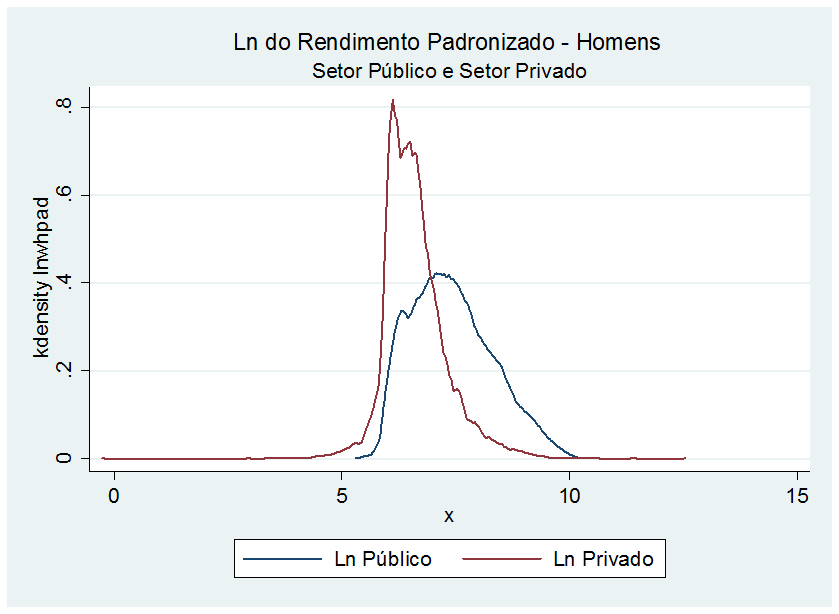 Ln do Rendimento Padronizado - Homens
Setor Público e Setor Privado
kdensity lnwhpad
.8
.6
.4
.2
0
0 5 10 15
x
Ln Público Ln Privado